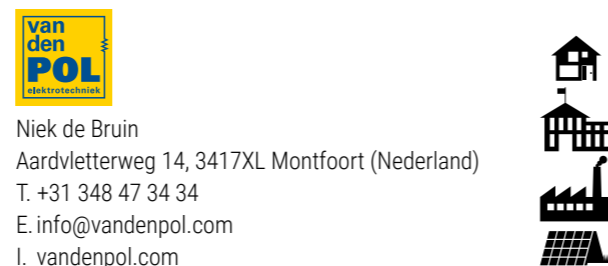 van
den
POL
elektrotechniek
Niek de Bruin
Aardvletterweg 14, 3417XL Montfoort (Nederland)
T. +31 348 47 34 34
E. info@vandenpol.com
I. vandenpol.com